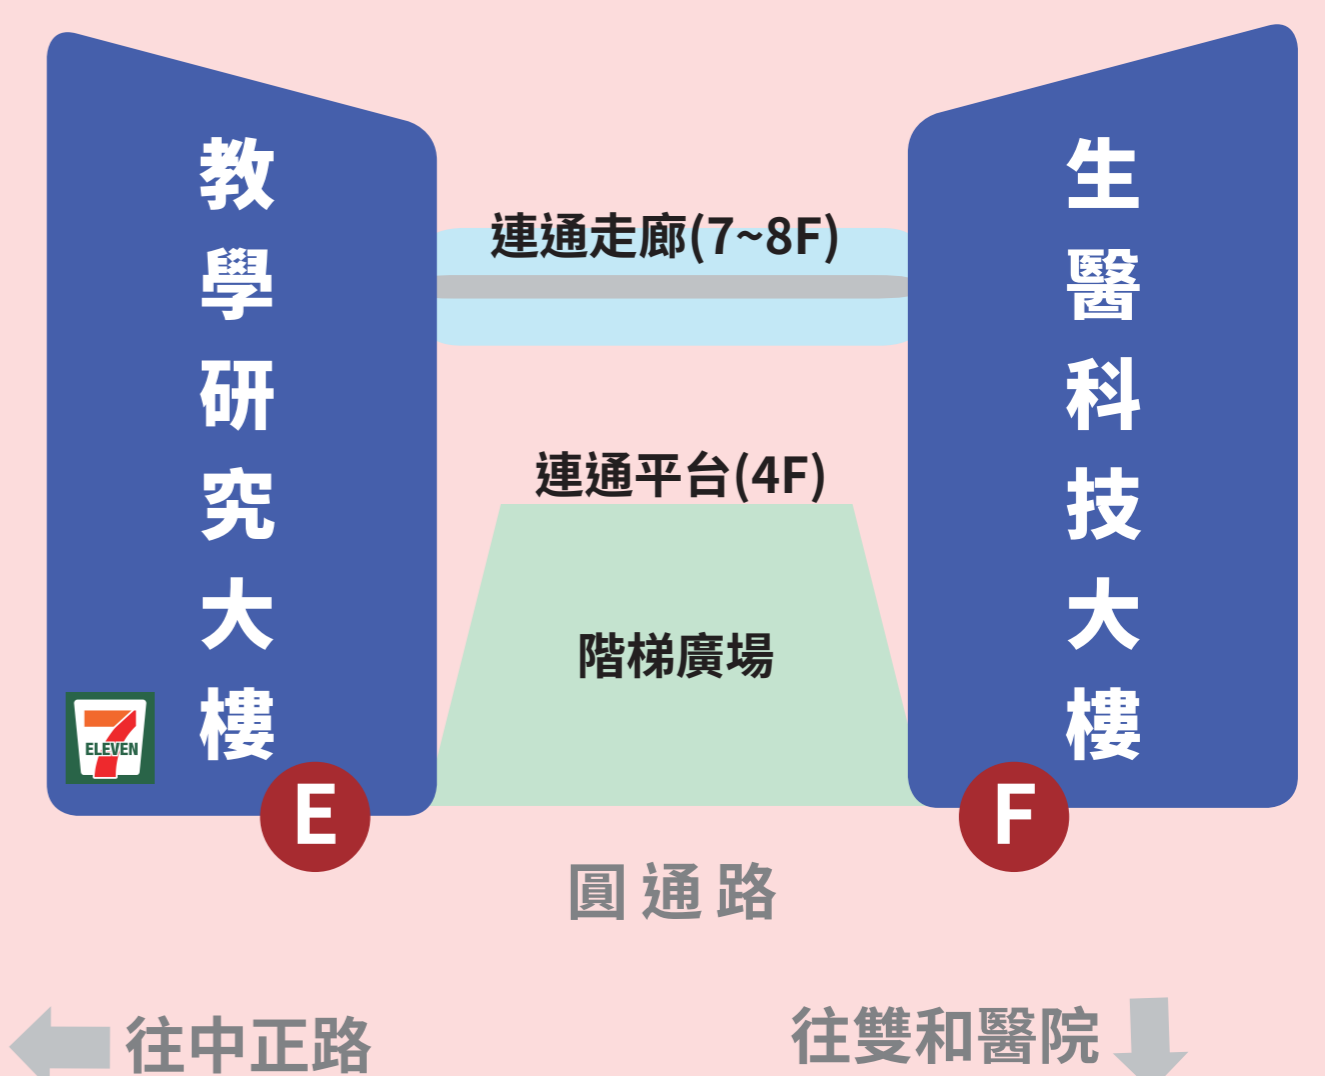 教學研究大樓
生醫科技大樓
連通走廊(7~8F)
連通平台(4F)
階梯廣場
7
ELEVEN
E
F
圓通路
往中正路
往雙和醫院